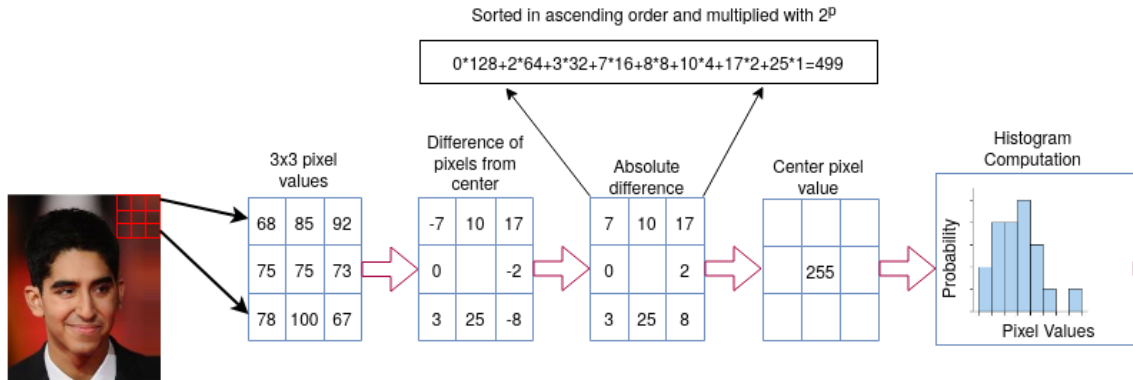 Sorted in ascending order and multiplied with 2ᵖ
0*128+2*64+3*32+7*16+8*8+10*4+17*2+25*1=499
3x3 pixel
values
68 85 92
75 75 73
78 100 67
Difference of
pixels from
center
-7 10 17
0 -2
3 25 -8
Absolute
difference
7 10 17
0 2
3 25 8
Center pixel
value
255
Histogram
Computation
Probability
Pixel Values